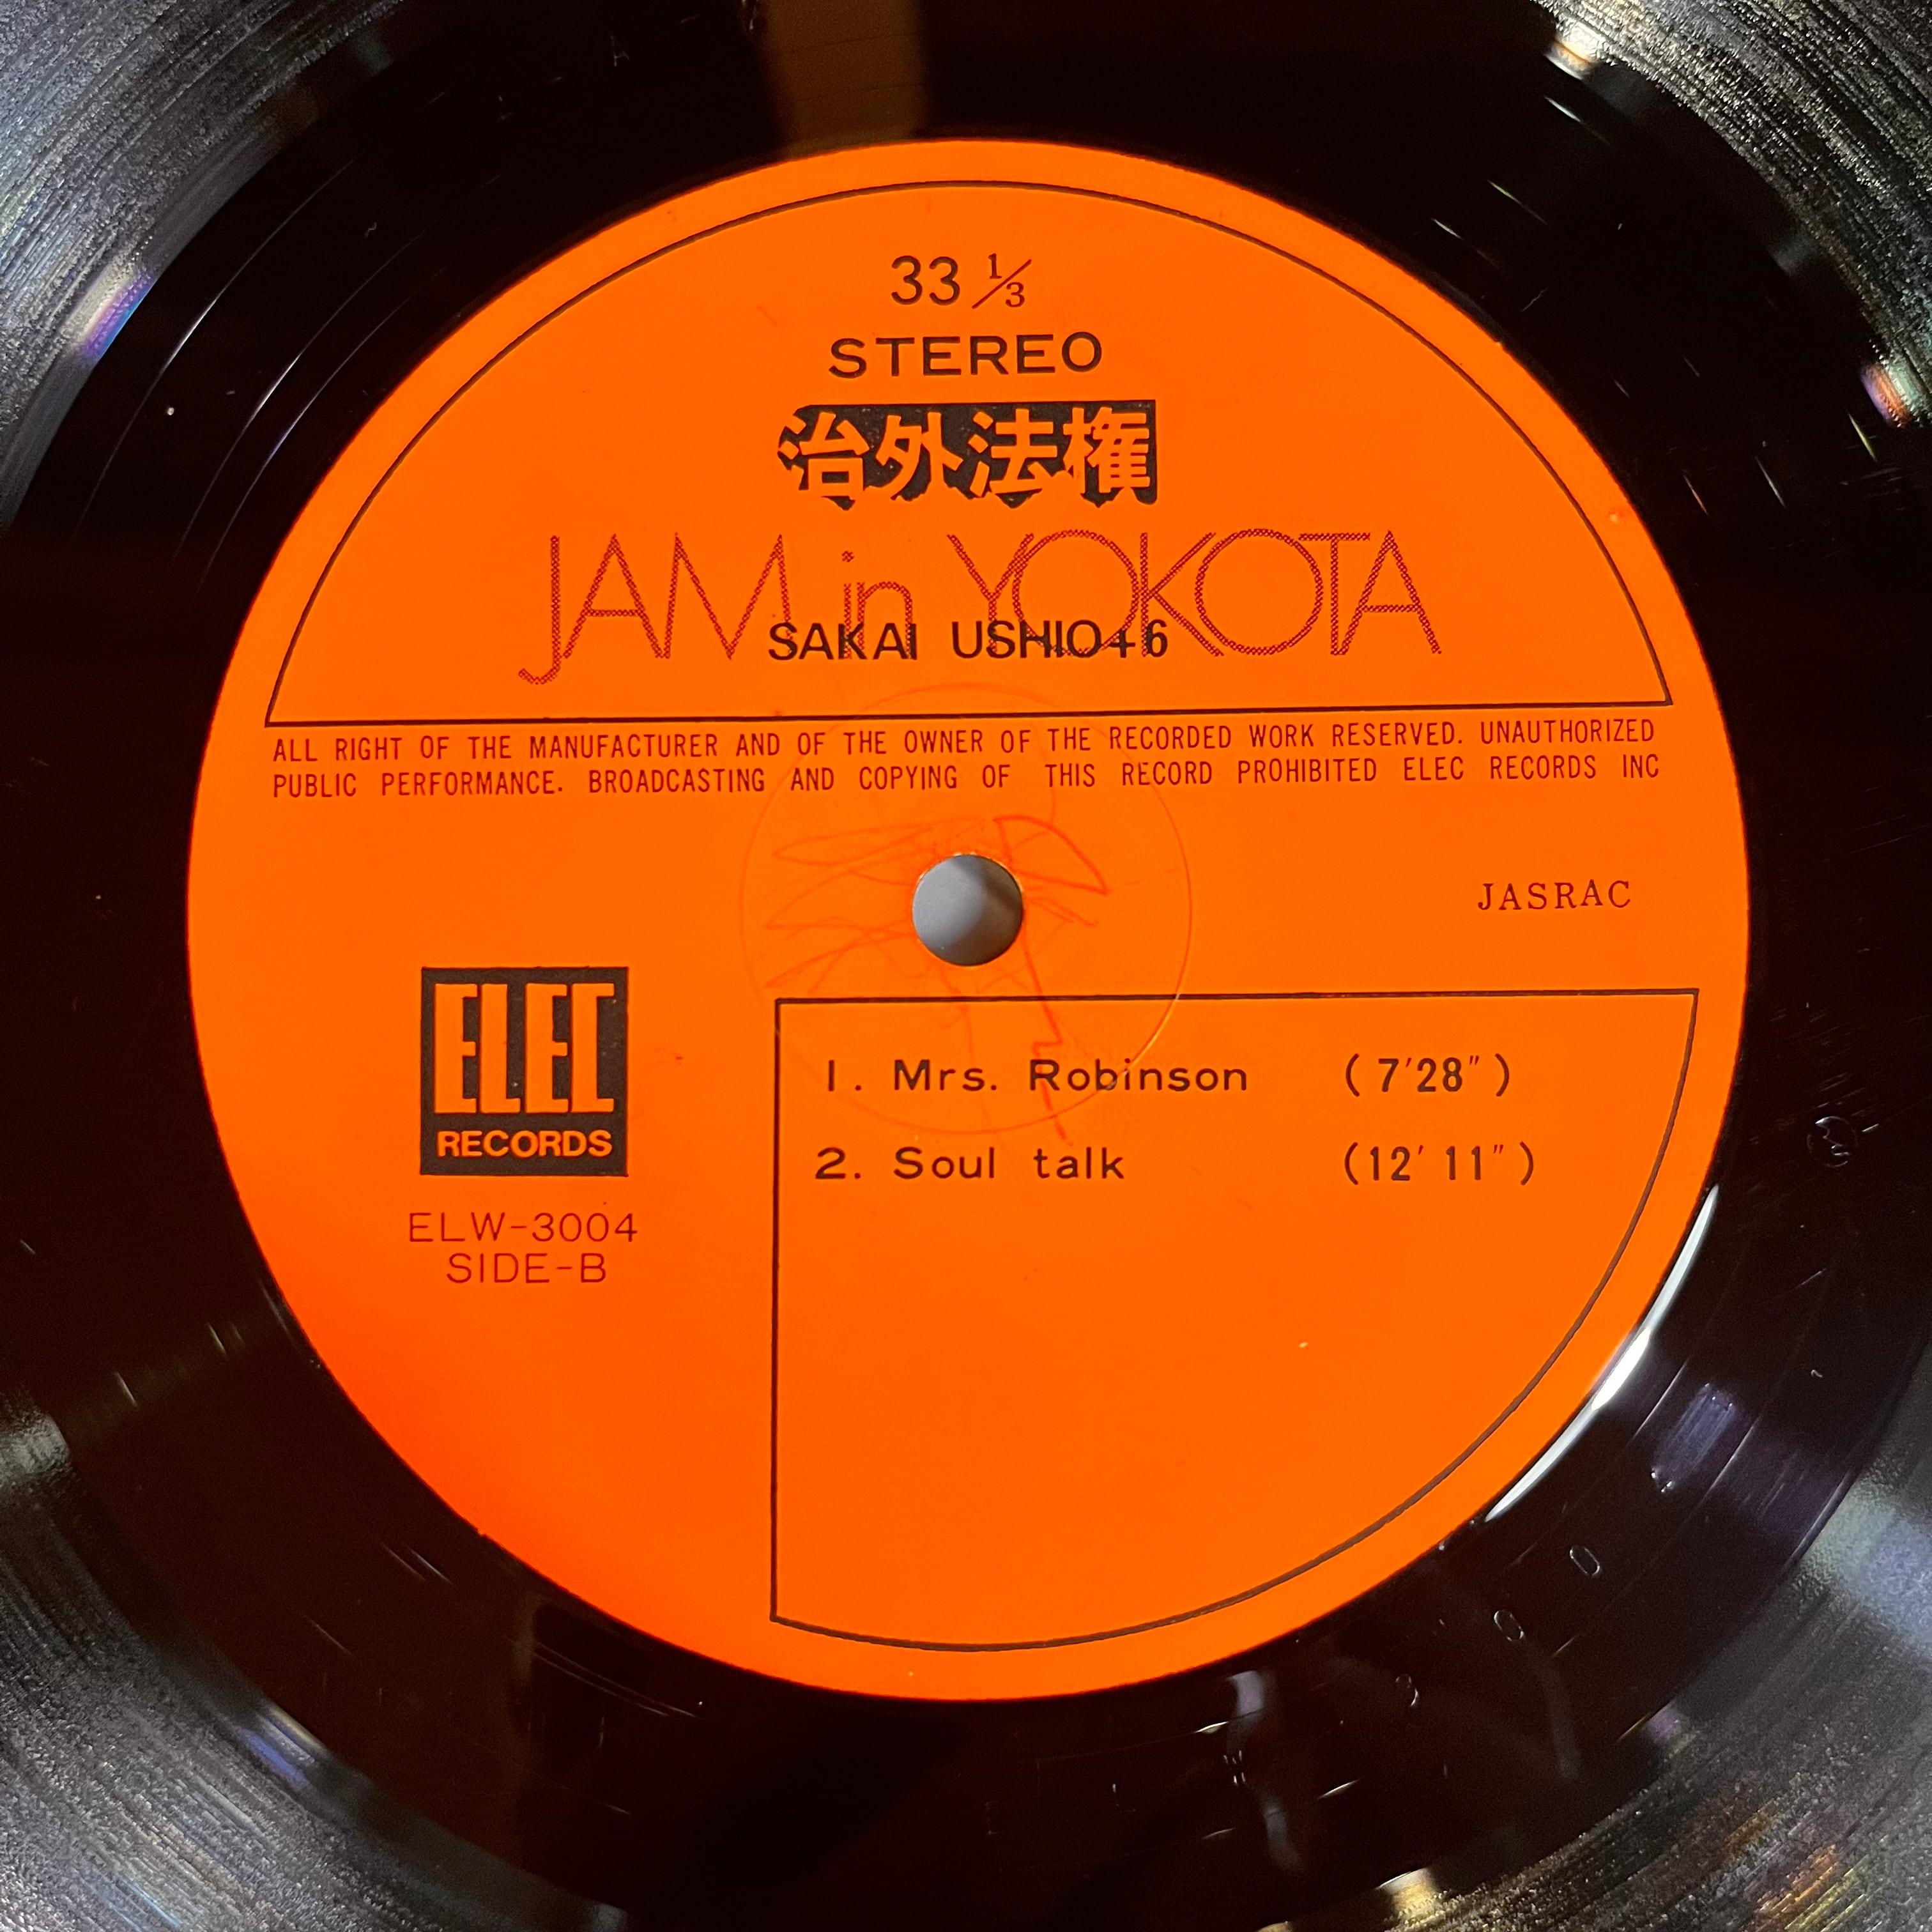 33 1/3
STEREO
治外法権
JAM in YOKOTA
SAKAI USHIO+6
ALL RIGHT OF THE MANUFACTURER AND OF THE OWNER OF THE RECORDED WORK RESERVED. UNAUTHORIZED
PUBLIC PERFORMANCE. BROADCASTING AND COPYING OF THIS RECORD PROHIBITED ELEC RECORDS INC
JASRAC
ELEC
RECORDS
ELW-3004
SIDE-B
1. Mrs. Robinson (7'28")
2. Soul talk (12'11")